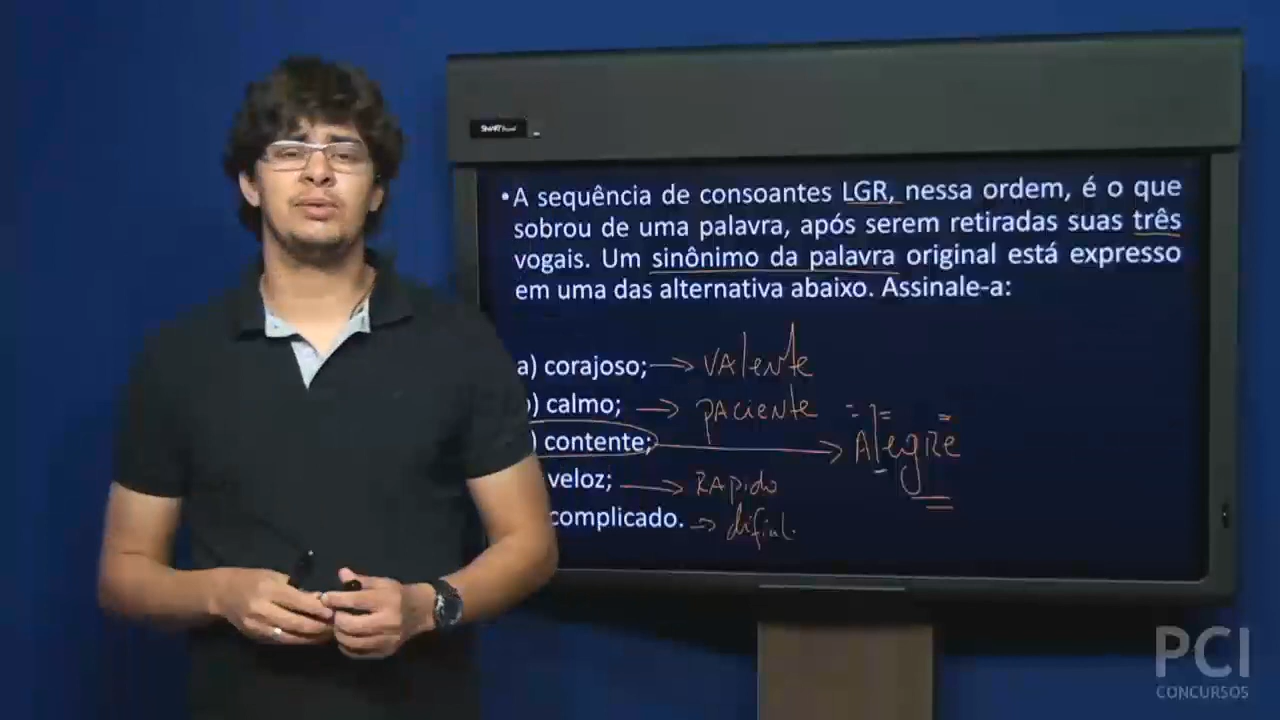 SMART Board
• A sequência de consoantes LGR, nessa ordem, é o que
sobrou de uma palavra, após serem retiradas suas três
vogais. Um sinônimo da palavra original está expresso
em uma das alternativa abaixo. Assinale-a:
a) corajoso; → VAlente
) calmo; → pAciente
) contente; → Alegre
veloz; → RApido
complicado. →
PCI
CONCURSOS